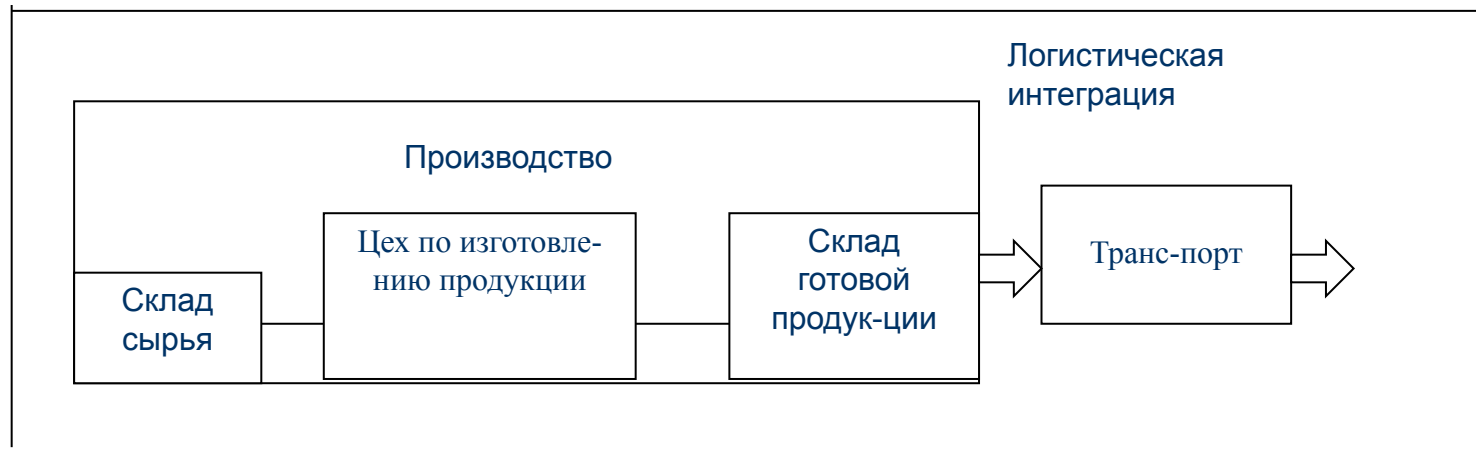 Логистическая
интеграция
Производство
Цех по изготовле-
нию продукции
Склад
готовой
продук-ции
Транс-порт
Склад
сырья